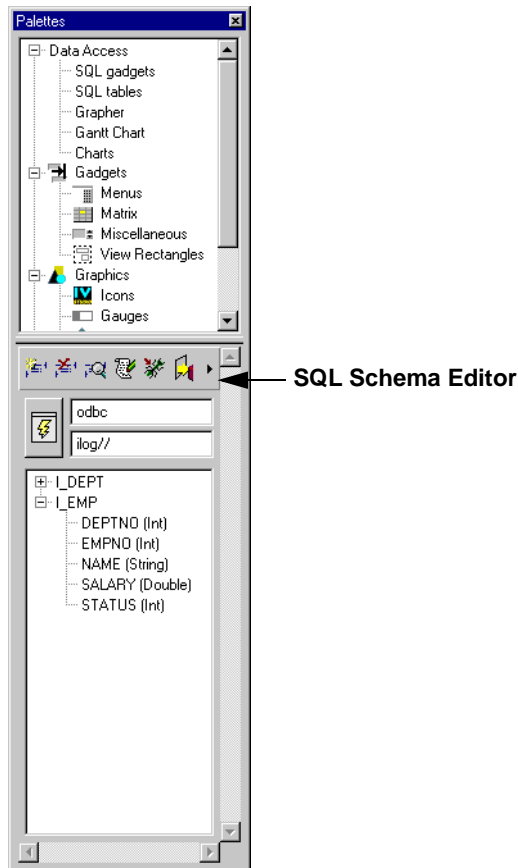 Palettes
Data Access
SQL gadgets
SQL tables
Grapher
Gantt Chart
Charts
Gadgets
Menus
Matrix
Miscellaneous
View Rectangles
Graphics
Icons
Gauges
SQL Schema Editor
odbc
ilog//
I_DEPT
I_EMP
DEPTNO (Int)
EMPNO (Int)
NAME (String)
SALARY (Double)
STATUS (Int)